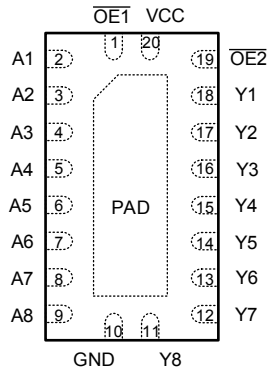 OE1 VCC
1 20
A1 2 19 OE2
A2 3 18 Y1
A3 4 17 Y2
A4 5 16 Y3
A5 6 PAD 15 Y4
A6 7 14 Y5
A7 8 13 Y6
A8 9 12 Y7
10 11
GND Y8